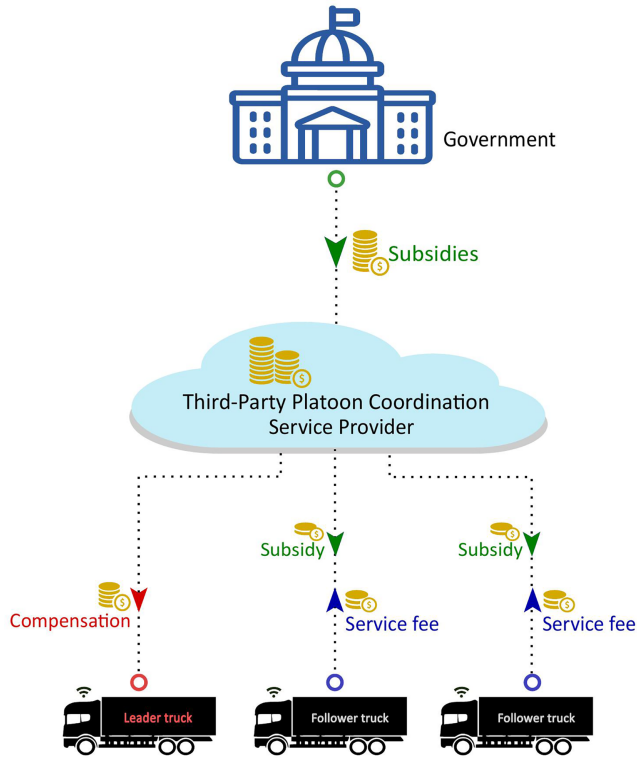 Government
Subsidies
Third-Party Platoon Coordination
Service Provider
Subsidy
Subsidy
Compensation
Service fee
Service fee
Leader truck
Follower truck
Follower truck